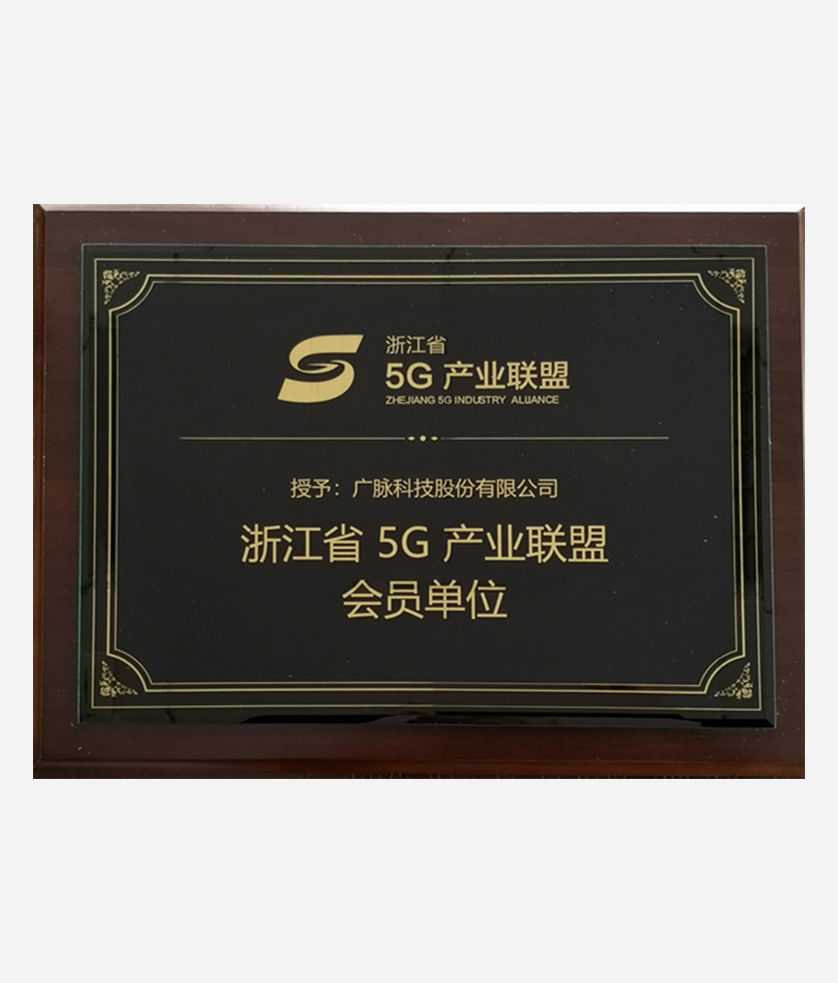 浙江省
5G 产业联盟
ZHEJIANG 5G INDUSTRY ALLIANCE
授予：广脉科技股份有限公司
浙江省 5G 产业联盟
会员单位